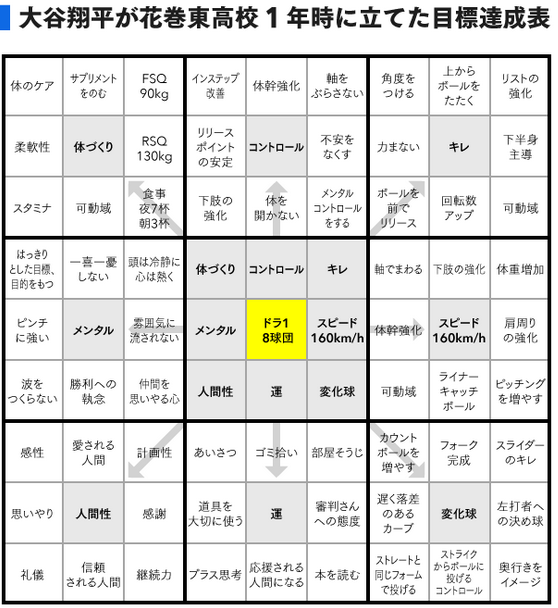 大谷翔平が花巻東高校1年時に立てた目標達成表
体のケア サプリメントをのむ FSQ 90kg インステップ改善 体幹強化 軸をぶらさない 角度をつける 上からボールをたたく リストの強化
柔軟性 体づくり RSQ 130kg リリースポイントの安定 コントロール 不安をなくす 力まない キレ 下半身主導
スタミナ 可動域 食事夜7杯朝3杯 下肢の強化 体を開かない メンタルコントロールをする ボールを前でリリース 回転数アップ 可動域
はっきりとした目標、目的をもつ 一喜一憂しない 頭は冷静に心は熱く 体づくり コントロール キレ 軸でまわる 下肢の強化 体重増加
ピンチに強い メンタル 雰囲気に流されない メンタル ドラ1 8球団 スピード160km/h 体幹強化 スピード160km/h 肩周りの強化
波をつくらない 勝利への執念 仲間を思いやる心 人間性 運 変化球 可動域 ライナーキャッチボール ピッチングを増やす
感性 愛される人間 計画性 あいさつ ゴミ拾い 部屋そうじ カウントボールを増やす フォーク完成 スライダーのキレ
思いやり 人間性 感謝 道具を大切に使う 運 審判さんへの態度 遅く落差のあるカーブ 変化球 左打者への決め球
礼儀 信頼される人間 継続力 プラス思考 応援される人間になる 本を読む ストレートと同じフォームで投げる ストライクからボールに投げるコントロール 奥行きをイメージ